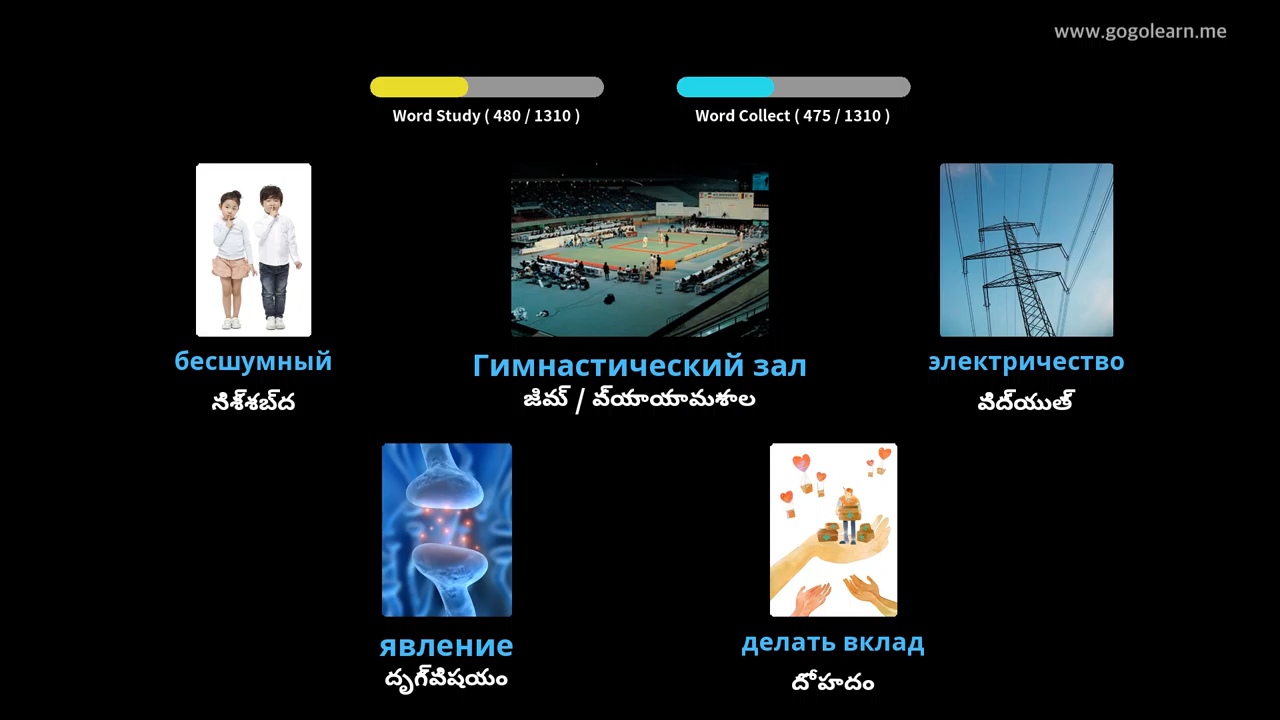 www.gogolearn.me
Word Study ( 480 / 1310 )
Word Collect ( 475 / 1310 )
бесшумный
నిశ్‌శబ్‌ద
Гимнастический зал
జిమ్ / వ్‌యాయామశాల
электричество
విద్‌యుత్
явление
దృగ్‌విషయం
делать вклад
దోహదం